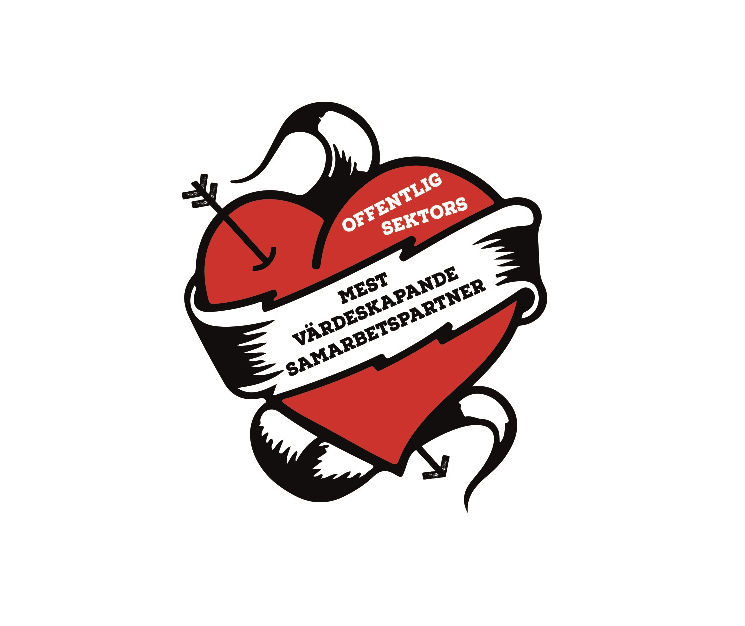 OFFENTLIG
SEKTORS
MEST
VÄRDESKAPANDE
SAMARBETSPARTNER